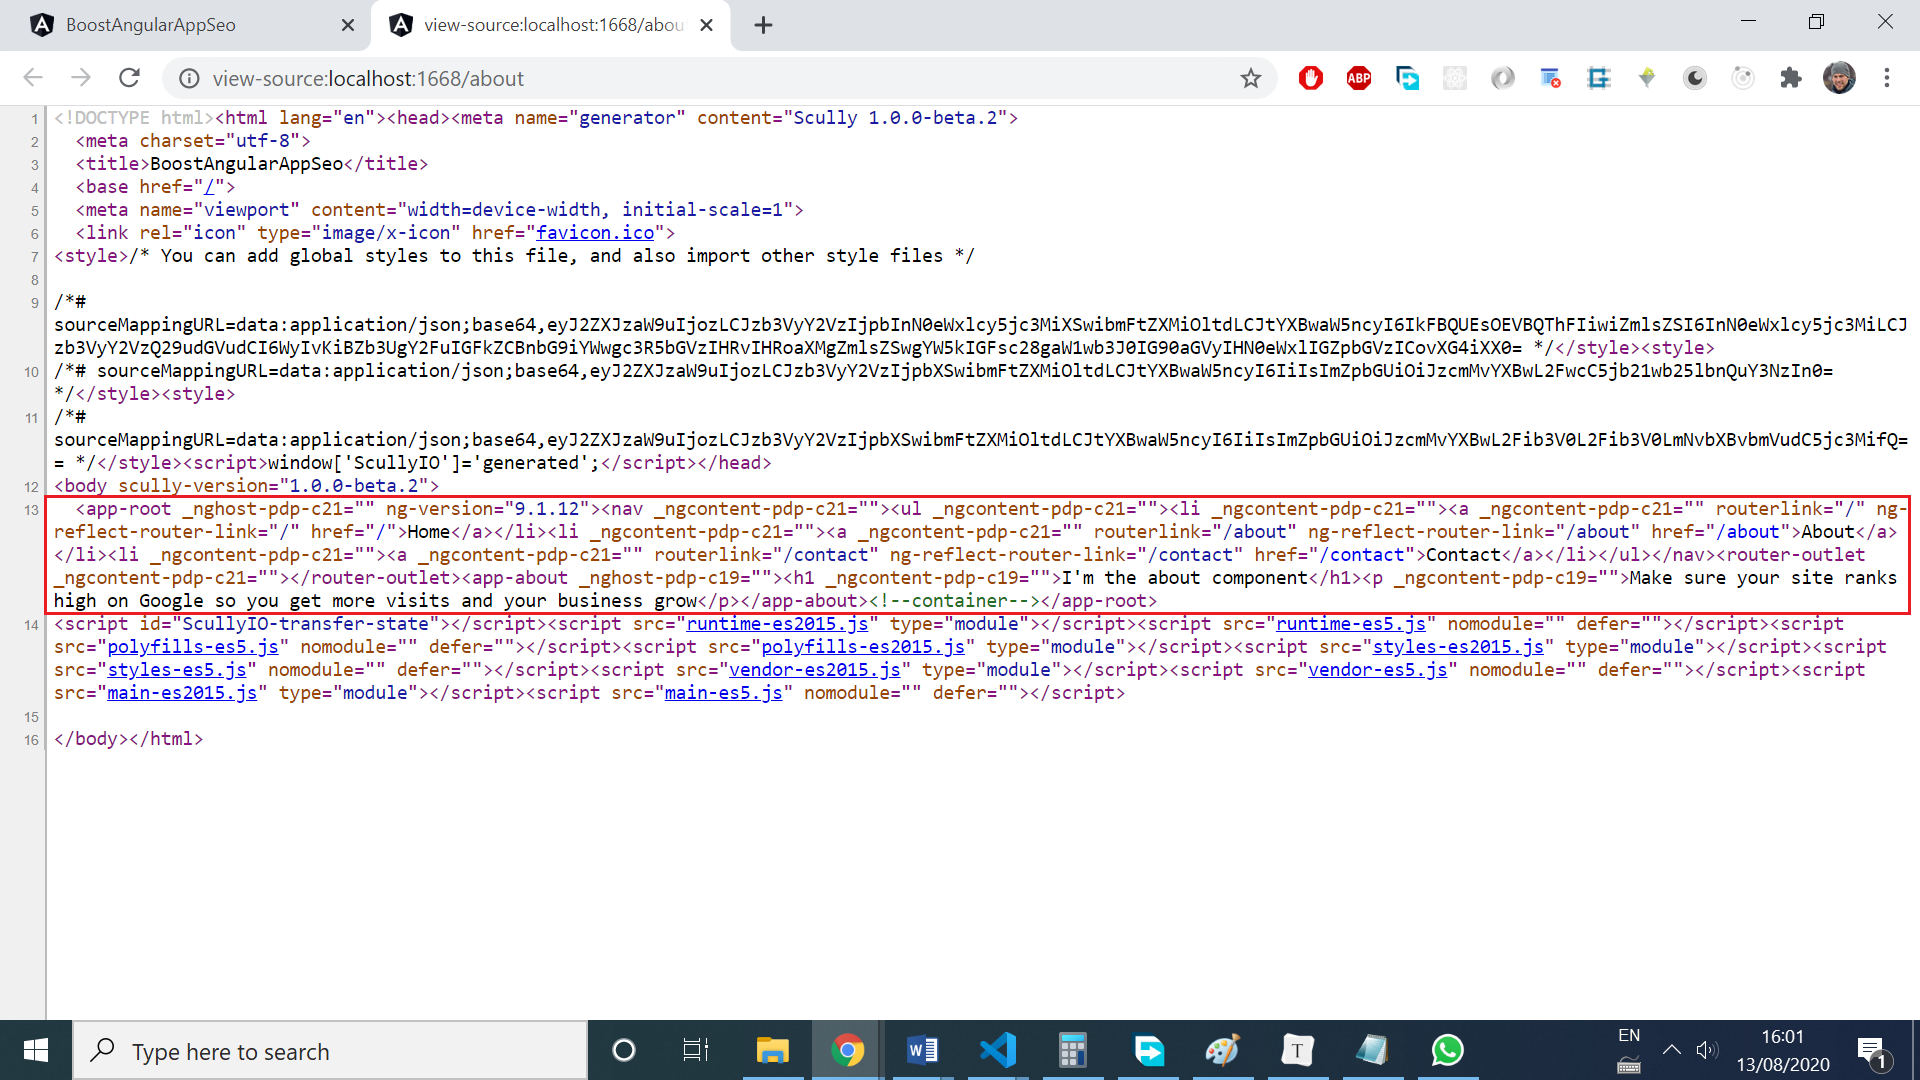 BoostAngularAppSeo
view-source:localhost:1668/abou
view-source:localhost:1668/about
ABP
1 <!DOCTYPE html><html lang="en"><head><meta name="generator" content="Scully 1.0.0-beta.2">
2 <meta charset="utf-8">
3 <title>BoostAngularAppSeo</title>
4 <base href="/">
5 <meta name="viewport" content="width=device-width, initial-scale=1">
6 <link rel="icon" type="image/x-icon" href="favicon.ico">
7 <style>/* You can add global styles to this file, and also import other style files */
8
9 /*#
sourceMappingURL=data:application/json;base64,eyJ2ZXJzaW9uIjozLCJzb3VyY2VzIjpbInN0eWxlcy5jc3MiXSwibmFtZXMiOltdLCJtYXBwaW5ncyI6IkFBQUEsOEVBQThFIiwiZmlsZSI6InN0eWxlcy5jc3MiLCJ
zb3VyY2VzQ29udGVudCI6WyIvKiBZb3UgY2FuIGFkZCBnbG9iYWwgc3R5bGVzIHRvIHRoaXMgZmlsZSwgYW5kIGFsc28gaW1wb3J0IG90aGVyIHN0eWxlIGZpbGVzICovXG4iXX0= */</style><style>
10 /*# sourceMappingURL=data:application/json;base64,eyJ2ZXJzaW9uIjozLCJzb3VyY2VzIjpbXSwibmFtZXMiOltdLCJtYXBwaW5ncyI6IiIsImZpbGUiOiJzcmMvYXBwL2FwcC5jb21wb25lbnQuY3NzIn0=
*/</style><style>
11 /*#
sourceMappingURL=data:application/json;base64,eyJ2ZXJzaW9uIjozLCJzb3VyY2VzIjpbXSwibmFtZXMiOltdLCJtYXBwaW5ncyI6IiIsImZpbGUiOiJzcmMvYXBwL2Fib3V0L2Fib3V0LmNvbXBvbmVudC5jc3MifQ=
= */</style><script>window['ScullyIO']='generated';</script></head>
12 <body scully-version="1.0.0-beta.2">
13 <app-root _nghost-pdp-c21="" ng-version="9.1.12"><nav _ngcontent-pdp-c21=""><ul _ngcontent-pdp-c21=""><li _ngcontent-pdp-c21=""><a _ngcontent-pdp-c21="" routerlink="/" ng-
reflect-router-link="/" href="/">Home</a></li><li _ngcontent-pdp-c21=""><a _ngcontent-pdp-c21="" routerlink="/about" ng-reflect-router-link="/about" href="/about">About</a>
</li><li _ngcontent-pdp-c21=""><a _ngcontent-pdp-c21="" routerlink="/contact" ng-reflect-router-link="/contact" href="/contact">Contact</a></li></ul></nav><router-outlet
_ngcontent-pdp-c21=""></router-outlet><app-about _nghost-pdp-c19=""><h1 _ngcontent-pdp-c19="">I'm the about component</h1><p _ngcontent-pdp-c19="">Make sure your site ranks
high on Google so you get more visits and your business grow</p></app-about><!--container--></app-root>
14 <script id="ScullyIO-transfer-state"></script><script src="runtime-es2015.js" type="module"></script><script src="runtime-es5.js" nomodule="" defer=""></script><script
src="polyfills-es5.js" nomodule="" defer=""></script><script src="polyfills-es2015.js" type="module"></script><script src="styles-es2015.js" type="module"></script><script
src="styles-es5.js" nomodule="" defer=""></script><script src="vendor-es2015.js" type="module"></script><script src="vendor-es5.js" nomodule="" defer=""></script><script
src="main-es2015.js" type="module"></script><script src="main-es5.js" nomodule="" defer=""></script>
15
16 </body></html>
Type here to search
EN
16:01
13/08/2020
1